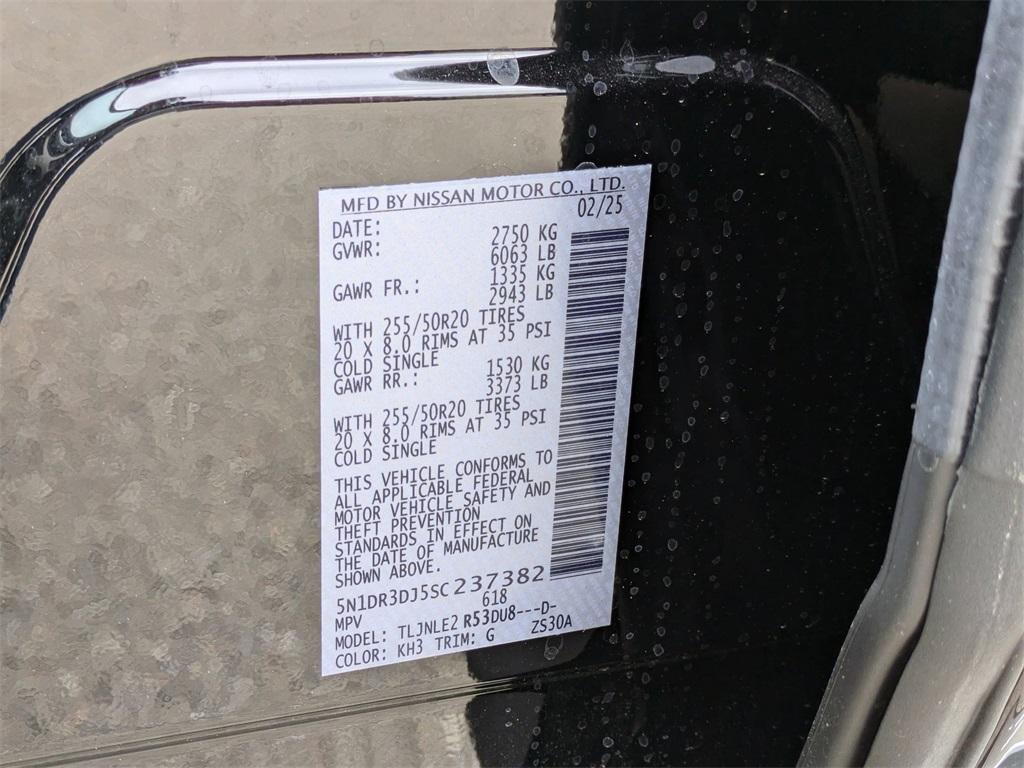 MFD BY NISSAN MOTOR CO., LTD.
DATE: 02/25
GVWR: 2750 KG
6063 LB
GAWR FR.: 1335 KG
2943 LB
WITH 255/50R20 TIRES
20 X 8.0 RIMS AT 35 PSI
COLD SINGLE
GAWR RR.: 1530 KG
3373 LB
WITH 255/50R20 TIRES
20 X 8.0 RIMS AT 35 PSI
COLD SINGLE
THIS VEHICLE CONFORMS TO
ALL APPLICABLE FEDERAL
MOTOR VEHICLE SAFETY AND
THEFT PREVENTION
STANDARDS IN EFFECT ON
THE DATE OF MANUFACTURE
SHOWN ABOVE.
5N1DR3DJ5SC237382
MPV 618
MODEL: TLJNLE2 R53DU8---D-
COLOR: KH3 TRIM: G ZS30A